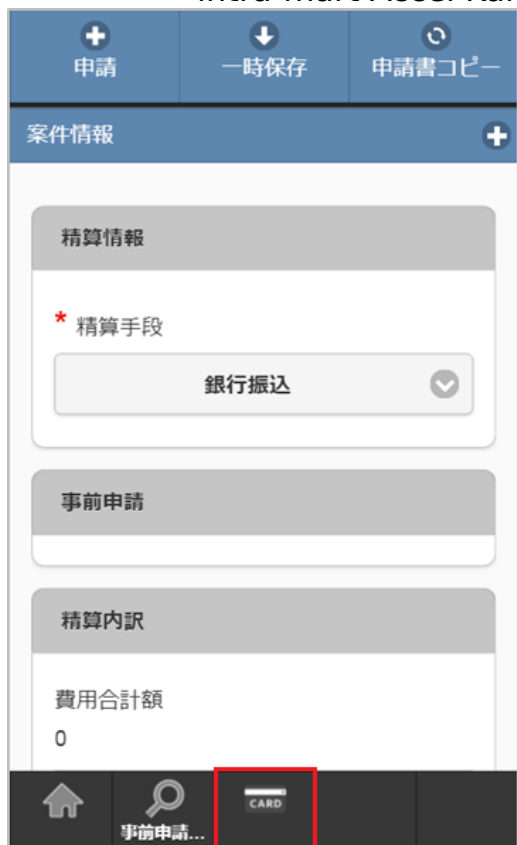 申請 一時保存 申請書コピー
案件情報
精算情報
* 精算手段
銀行振込
事前申請
精算内訳
費用合計額
0
CARD
事前申請...